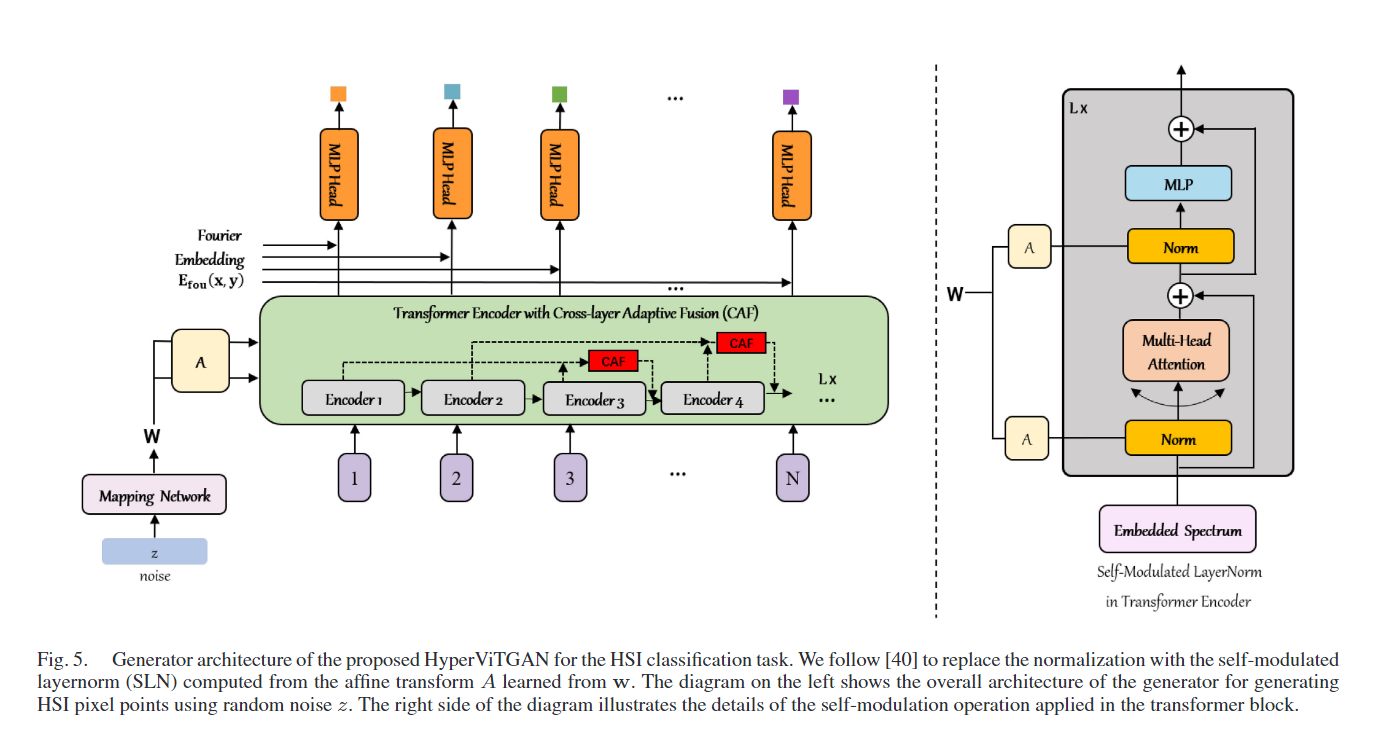 MLP Head
MLP Head
MLP Head
...
MLP Head
Fourier
Embedding
E_fou(x, y)
...
Transformer Encoder with Cross-layer Adaptive Fusion (CAF)
A
CAF
CAF
Encoder 1
Encoder 2
Encoder 3
Encoder 4
Lx
...
W
1
2
3
...
N
Mapping Network
z
noise
Lx
+
MLP
A
Norm
W
+
Multi-Head
Attention
A
Norm
Embedded Spectrum
Self-Modulated LayerNorm
in Transformer Encoder
Fig. 5. Generator architecture of the proposed HyperViTGAN for the HSI classification task. We follow [40] to replace the normalization with the self-modulated
layernorm (SLN) computed from the affine transform A learned from w. The diagram on the left shows the overall architecture of the generator for generating
HSI pixel points using random noise z. The right side of the diagram illustrates the details of the self-modulation operation applied in the transformer block.